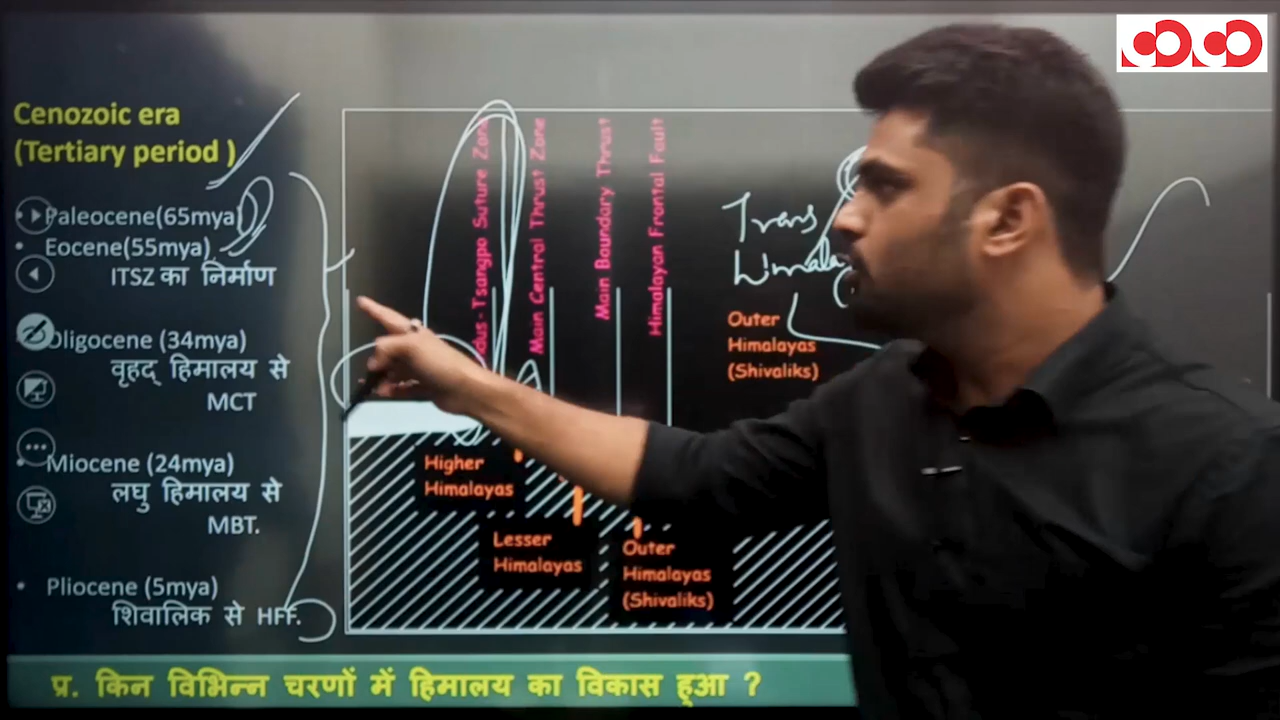 Cenozoic era
(Tertiary period )
Paleocene(65mya)
Eocene(55mya)
ITSZ का निर्माण
Oligocene (34mya)
वृहद् हिमालय से
MCT
Miocene (24mya)
लघु हिमालय से
MBT.
Pliocene (5mya)
शिवालिक से HFF.
Tsangpo Suture Zone
Main Central Thrust Zone
Main Boundary Thrust
Himalayan Frontal Fault
Trans
Outer
Himalayas
(Shivaliks)
Higher
Himalayas
Lesser
Himalayas
Outer
Himalayas
(Shivaliks)
प्र. किन विभिन्न चरणों में हिमालय का विकास हुआ ?